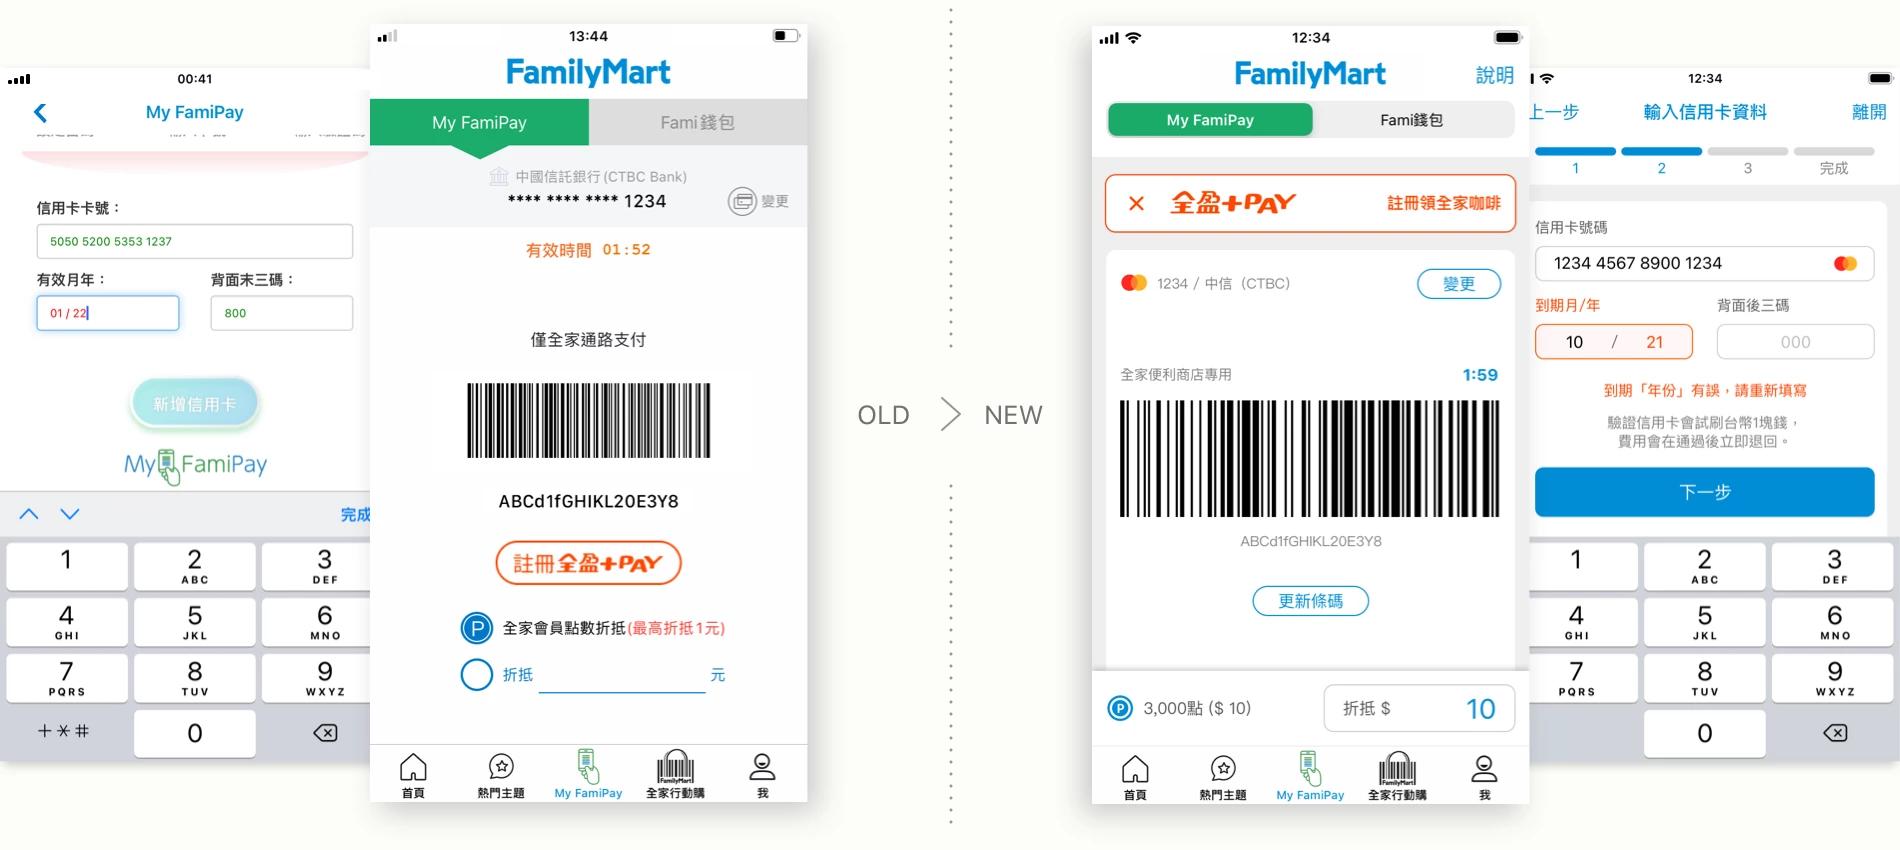 00:41
My FamiPay
信用卡卡號：
5050 5200 5353 1237
有效月年：
背面末三碼：
01 / 22
800
新增信用卡
My FamiPay
完成
1
2
ABC
3
DEF
4
GHI
5
JKL
6
MNO
7
PQRS
8
TUV
9
WXYZ
+*#
0
13:44
FamilyMart
My FamiPay
Fami錢包
中國信託銀行(CTBC Bank)
**** **** **** 1234
變更
有效時間 01:52
僅全家通路支付
ABCd1fGHIKL20E3Y8
註冊全盈+PAY
P 全家會員點數折抵(最高折抵1元)
折抵 元
首頁
熱門主題
My FamiPay
FamilyMart
全家行動購
我
OLD > NEW
12:34
FamilyMart
說明
My FamiPay
Fami錢包
× 全盈+PAY 註冊領全家咖啡
1234 / 中信（CTBC）
變更
全家便利商店專用
1:59
ABCd1fGHIKL20E3Y8
更新條碼
P 3,000點 ($ 10)
折抵 $ 10
首頁
熱門主題
My FamiPay
FamilyMart
全家行動購
我
12:34
上一步
輸入信用卡資料
離開
1
2
3
完成
信用卡號碼
1234 4567 8900 1234
到期月/年
背面後三碼
10 / 21
000
到期「年份」有誤，請重新填寫
驗證信用卡會試刷台幣1塊錢，
費用會在通過後立即退回。
下一步
1
2
ABC
3
DEF
4
GHI
5
JKL
6
MNO
7
PQRS
8
TUV
9
WXYZ
0